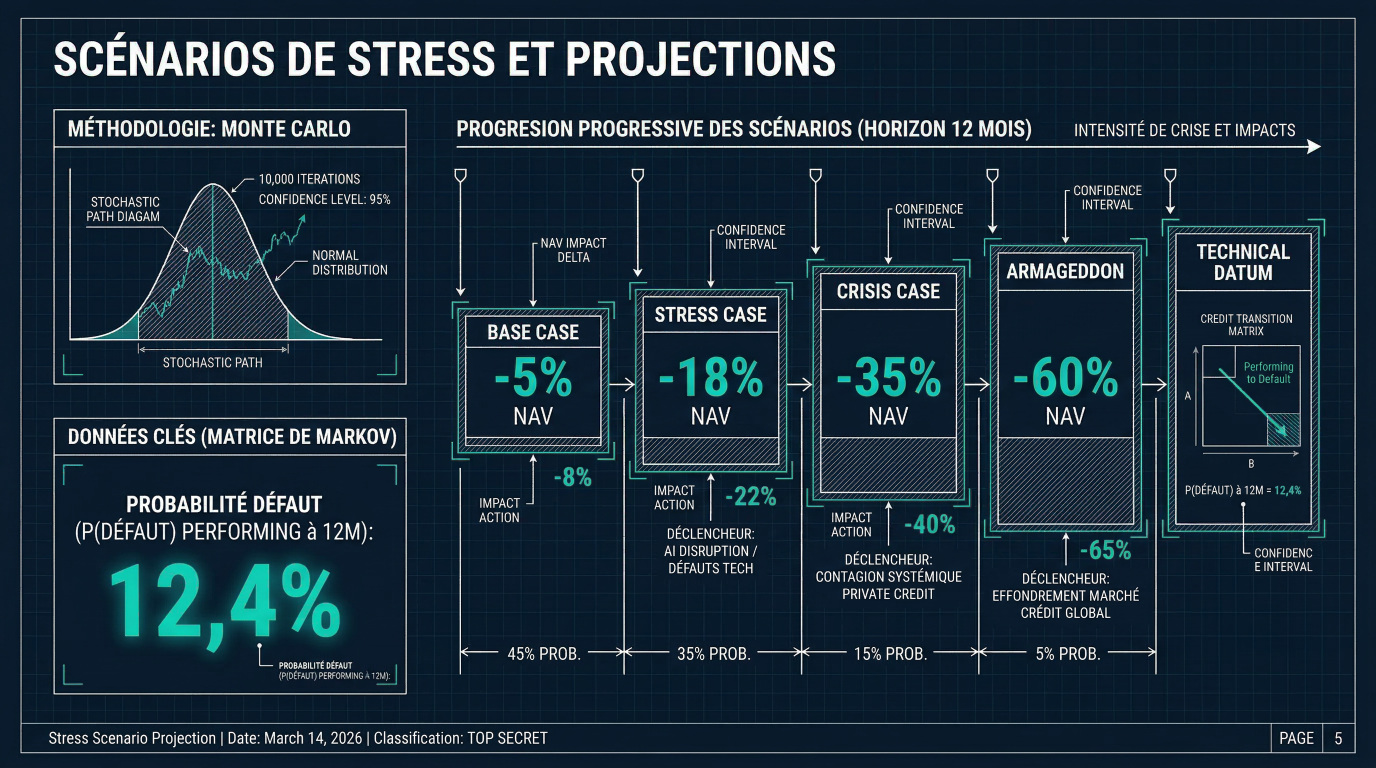 SCÉNARIOS DE STRESS ET PROJECTIONS
MÉTHODOLOGIE: MONTE CARLO
STOCHASTIC
PATH DIAGAM
10,000 ITERATIONS
CONFIDENCE LEVEL: 95%
NORMAL
DISTRIBUTION
STOCHASTIC PATH
DONNÉES CLÉS (MATRICE DE MARKOV)
PROBABILITÉ DÉFAUT
(P(DÉFAUT) PERFORMING à 12M):
12,4%
PROBABILITÉ DÉFAUT
(P(DÉFAUT) PERFORMING À 12M):
PROGRESION PROGRESSIVE DES SCÉNARIOS (HORIZON 12 MOIS)
INTENSITÉ DE CRISE ET IMPACTS
NAV IMPACT
DELTA
BASE CASE
-5%
NAV
-8%
IMPACT
ACTION
45% PROB.
CONFIDENCE
INTERVAL
STRESS CASE
-18%
NAV
IMPACT
ACTION
-22%
DÉCLENCHEUR:
AI DISRUPTION /
DÉFAUTS TECH
35% PROB.
CONFIDENCE
INTERVAL
CRISIS CASE
-35%
NAV
IMPACT
ACTION
-40%
DÉCLENCHEUR:
CONTAGION SYSTÉMIQUE
PRIVATE CREDIT
15% PROB.
CONFIDENCE
INTERVAL
ARMAGEDDON
-60%
NAV
-65%
DÉCLENCHEUR:
EFFONDREMENT MARCHÉ
CRÉDIT GLOBAL
5% PROB.
TECHNICAL
DATUM
CREDIT TRANSITION
MATRIX
Performing
to Default
A
B
P(DÉFAUT) à 12M = 12,4%
CONFIDENC
E INTERVAL
Stress Scenario Projection | Date: March 14, 2026 | Classification: TOP SECRET
PAGE 5